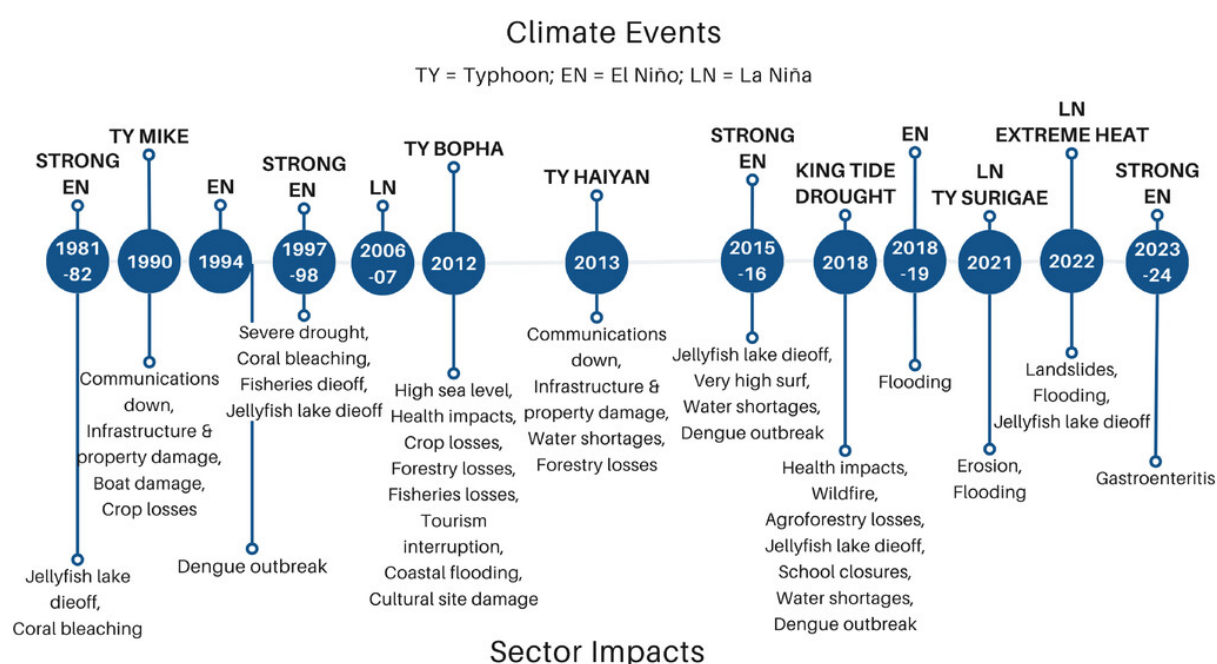 Climate Events
TY = Typhoon; EN = El Niño; LN = La Niña
STRONG
EN
1981
-82
Jellyfish lake
dieoff,
Coral bleaching
TY MIKE
1990
Communications
down,
Infrastructure &
property damage,
Boat damage,
Crop losses
EN
1994
Dengue outbreak
STRONG
EN
1997
-98
Severe drought,
Coral bleaching,
Fisheries dieoff,
Jellyfish lake dieoff
LN
2006
-07
TY BOPHA
2012
High sea level,
Health impacts,
Crop losses,
Forestry losses,
Fisheries losses,
Tourism
interruption,
Coastal flooding,
Cultural site damage
TY HAIYAN
2013
Communications
down,
Infrastructure &
property damage,
Water shortages,
Forestry losses
STRONG
EN
2015
-16
Jellyfish lake dieoff,
Very high surf,
Water shortages,
Dengue outbreak
KING TIDE
DROUGHT
2018
Health impacts,
Wildfire,
Agroforestry losses,
Jellyfish lake dieoff,
School closures,
Water shortages,
Dengue outbreak
EN
2018
-19
Flooding
LN
TY SURIGAE
2021
Erosion,
Flooding
LN
EXTREME HEAT
2022
Landslides,
Flooding,
Jellyfish lake dieoff
STRONG
EN
2023
-24
Gastroenteritis
Sector Impacts